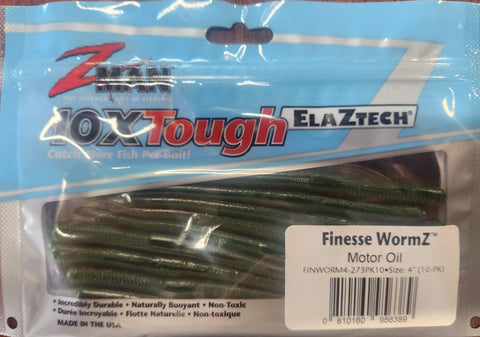 Z
MAN
THE SCIENCE/ART OF FISHING
10XTough
ELAZTECH®
Catch More Fish Per Bait!
Finesse WormZ™
Motor Oil
FINWORM4-273PK10•Size: 4" (10-PK)
0 810180 956389
• Incredibly Durable • Naturally Buoyant • Non-Toxic
• Durée Incroyable • Flotte Naturelle • Non-toxique
MADE IN THE USA